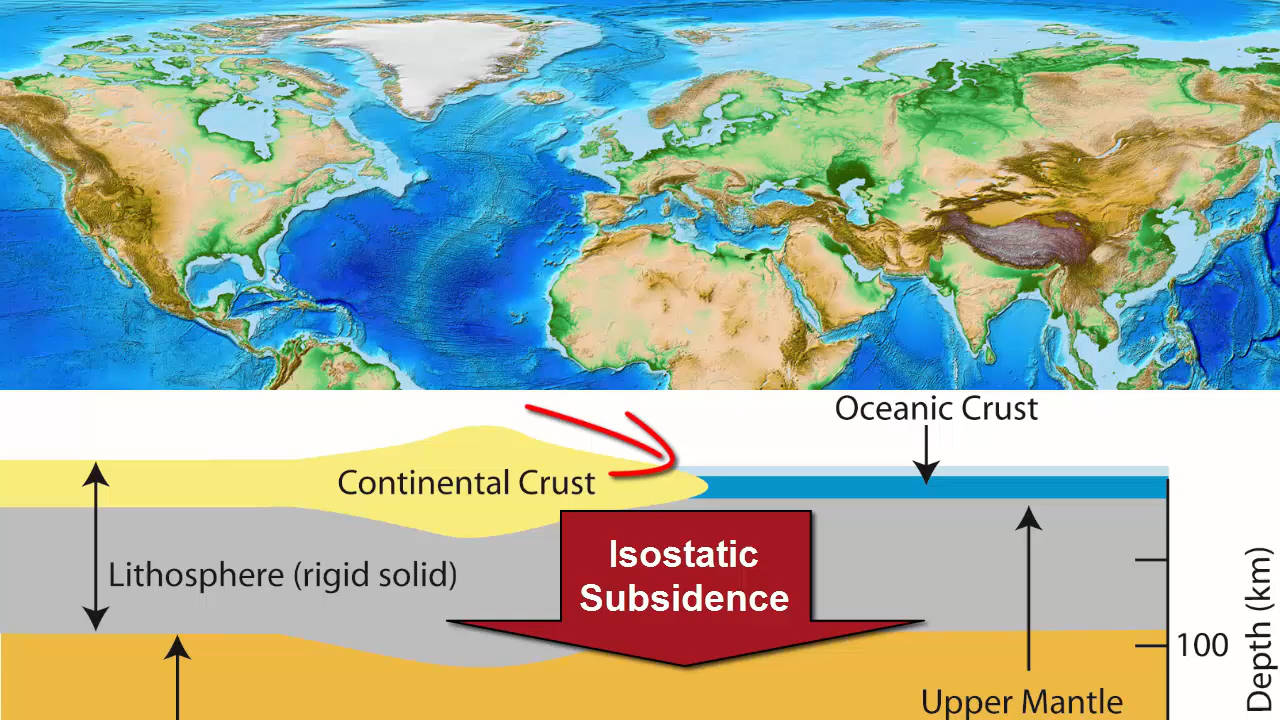 Oceanic Crust
Continental Crust
Isostatic
Subsidence
Lithosphere (rigid solid)
100
Depth (km)
Upper Mantle